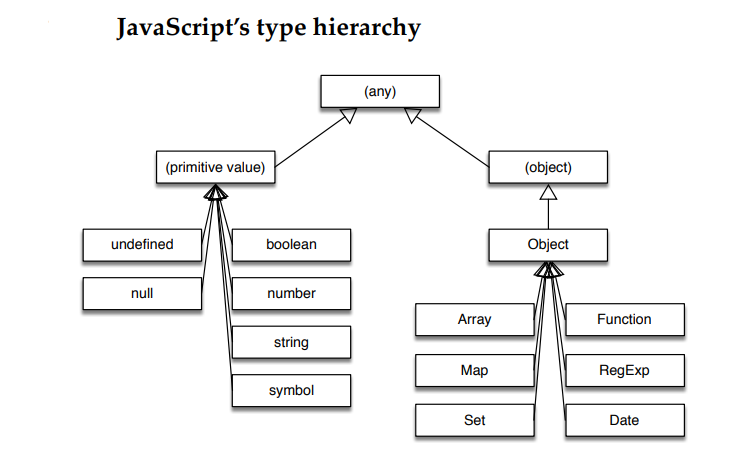 JavaScript’s type hierarchy
(any)
(primitive value)
(object)
undefined
boolean
Object
null
number
Array
Function
string
Map
RegExp
symbol
Set
Date